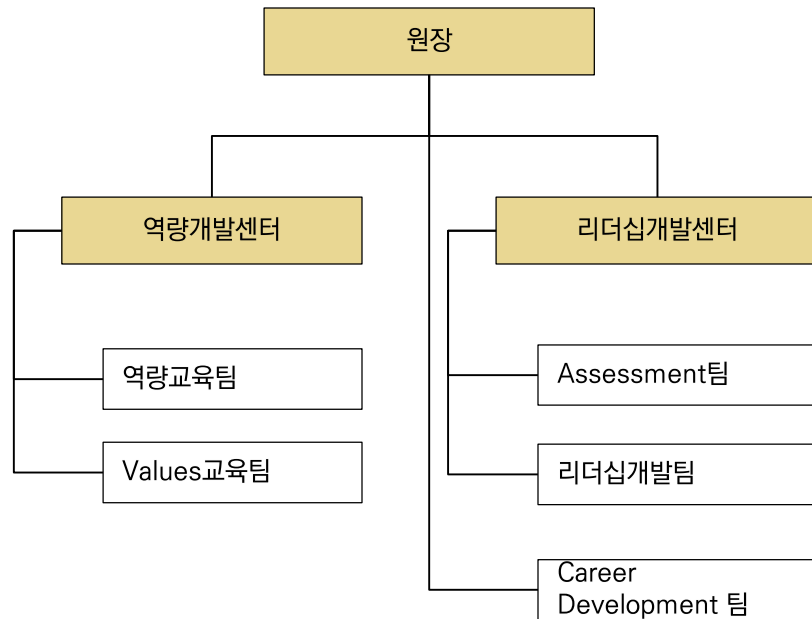 원장
역량개발센터
리더십개발센터
역량교육팀
Assessment팀
Values교육팀
리더십개발팀
Career
Development 팀